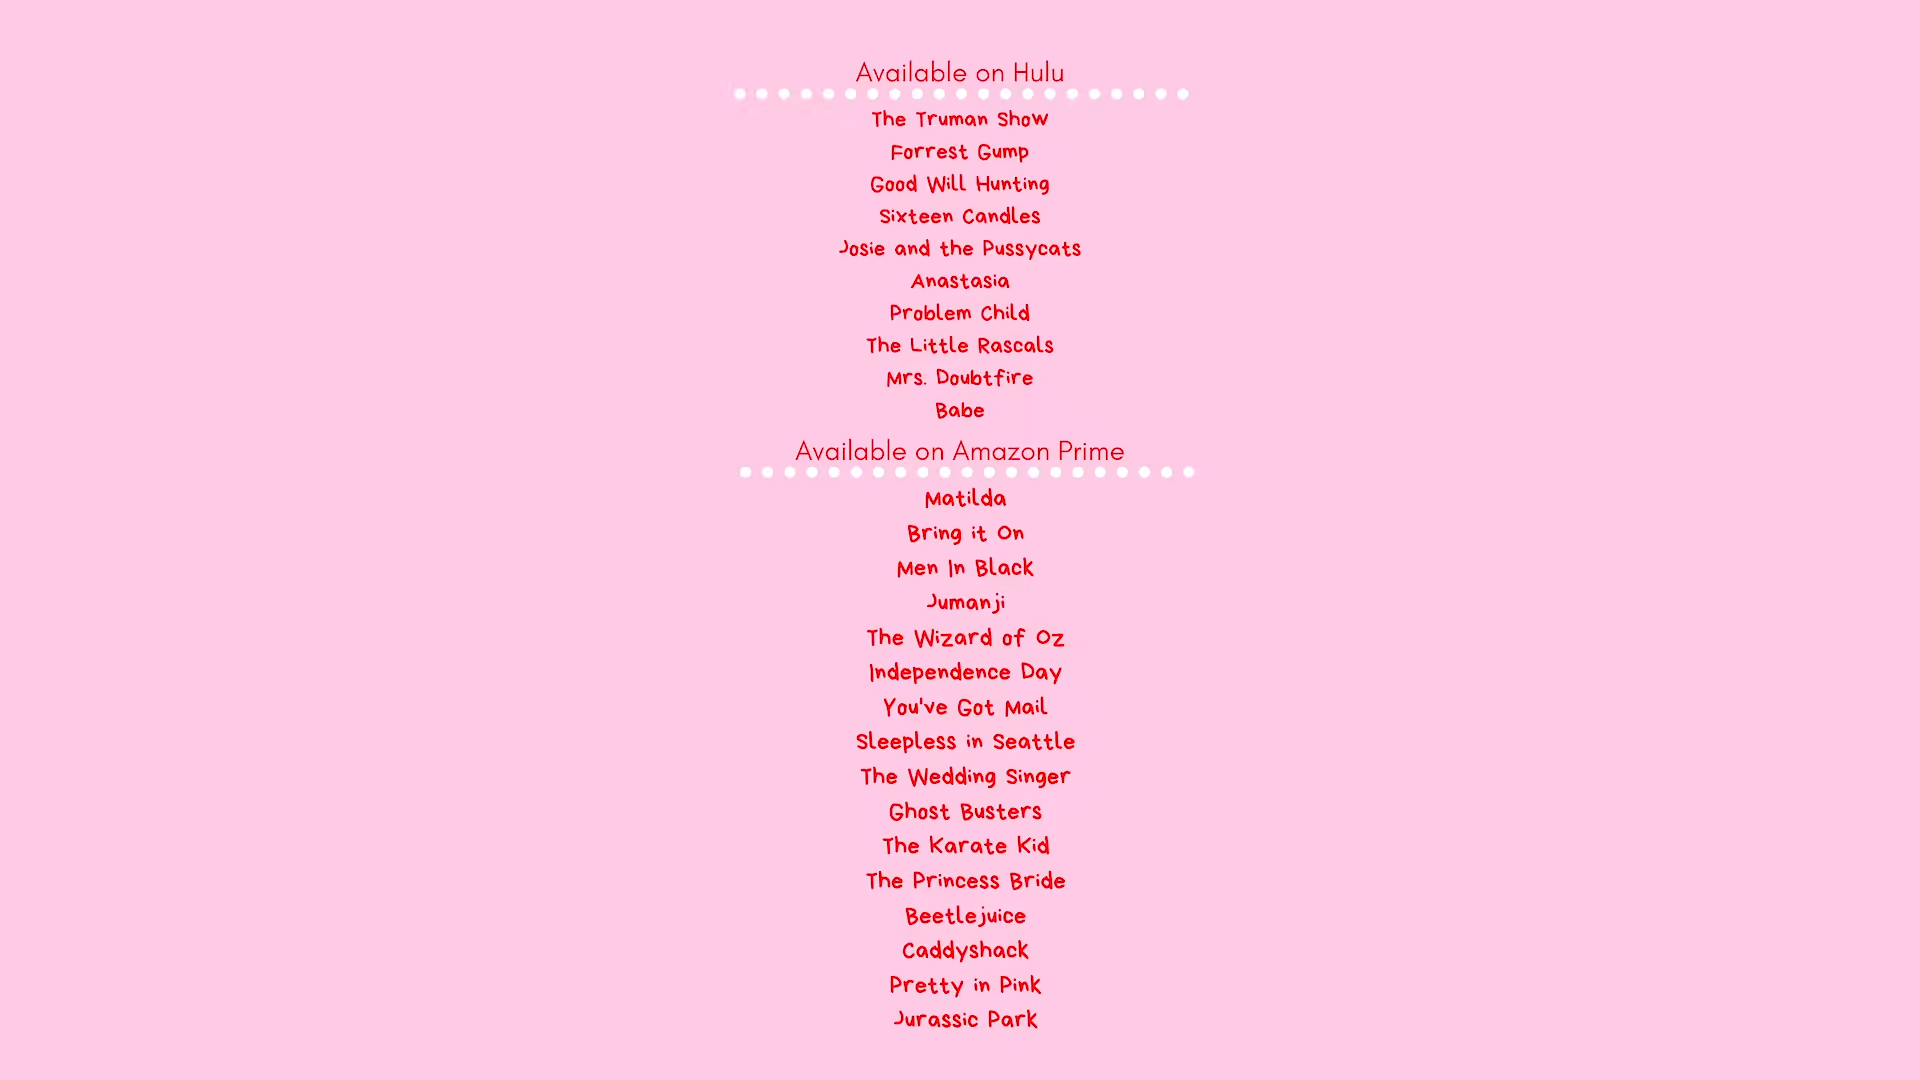 Available on Hulu
The Truman Show
Forrest Gump
Good Will Hunting
Sixteen Candles
Josie and the Pussycats
Anastasia
Problem Child
The Little Rascals
Mrs. Doubtfire
Babe
Available on Amazon Prime
Matilda
Bring it On
Men In Black
Jumanji
The Wizard of Oz
Independence Day
You've Got Mail
Sleepless in Seattle
The Wedding Singer
Ghost Busters
The Karate Kid
The Princess Bride
Beetlejuice
Caddyshack
Pretty in Pink
Jurassic Park